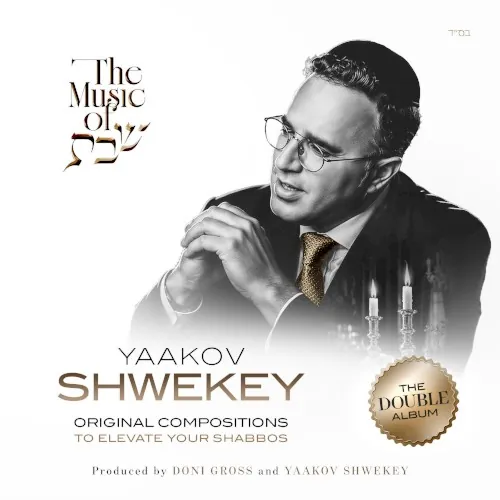 בס״ד
The
Music
of
שבת
YAAKOV
SHWEKEY
ORIGINAL COMPOSITIONS
TO ELEVATE YOUR SHABBOS
THE
DOUBLE
ALBUM
Produced by DONI GROSS and YAAKOV SHWEKEY